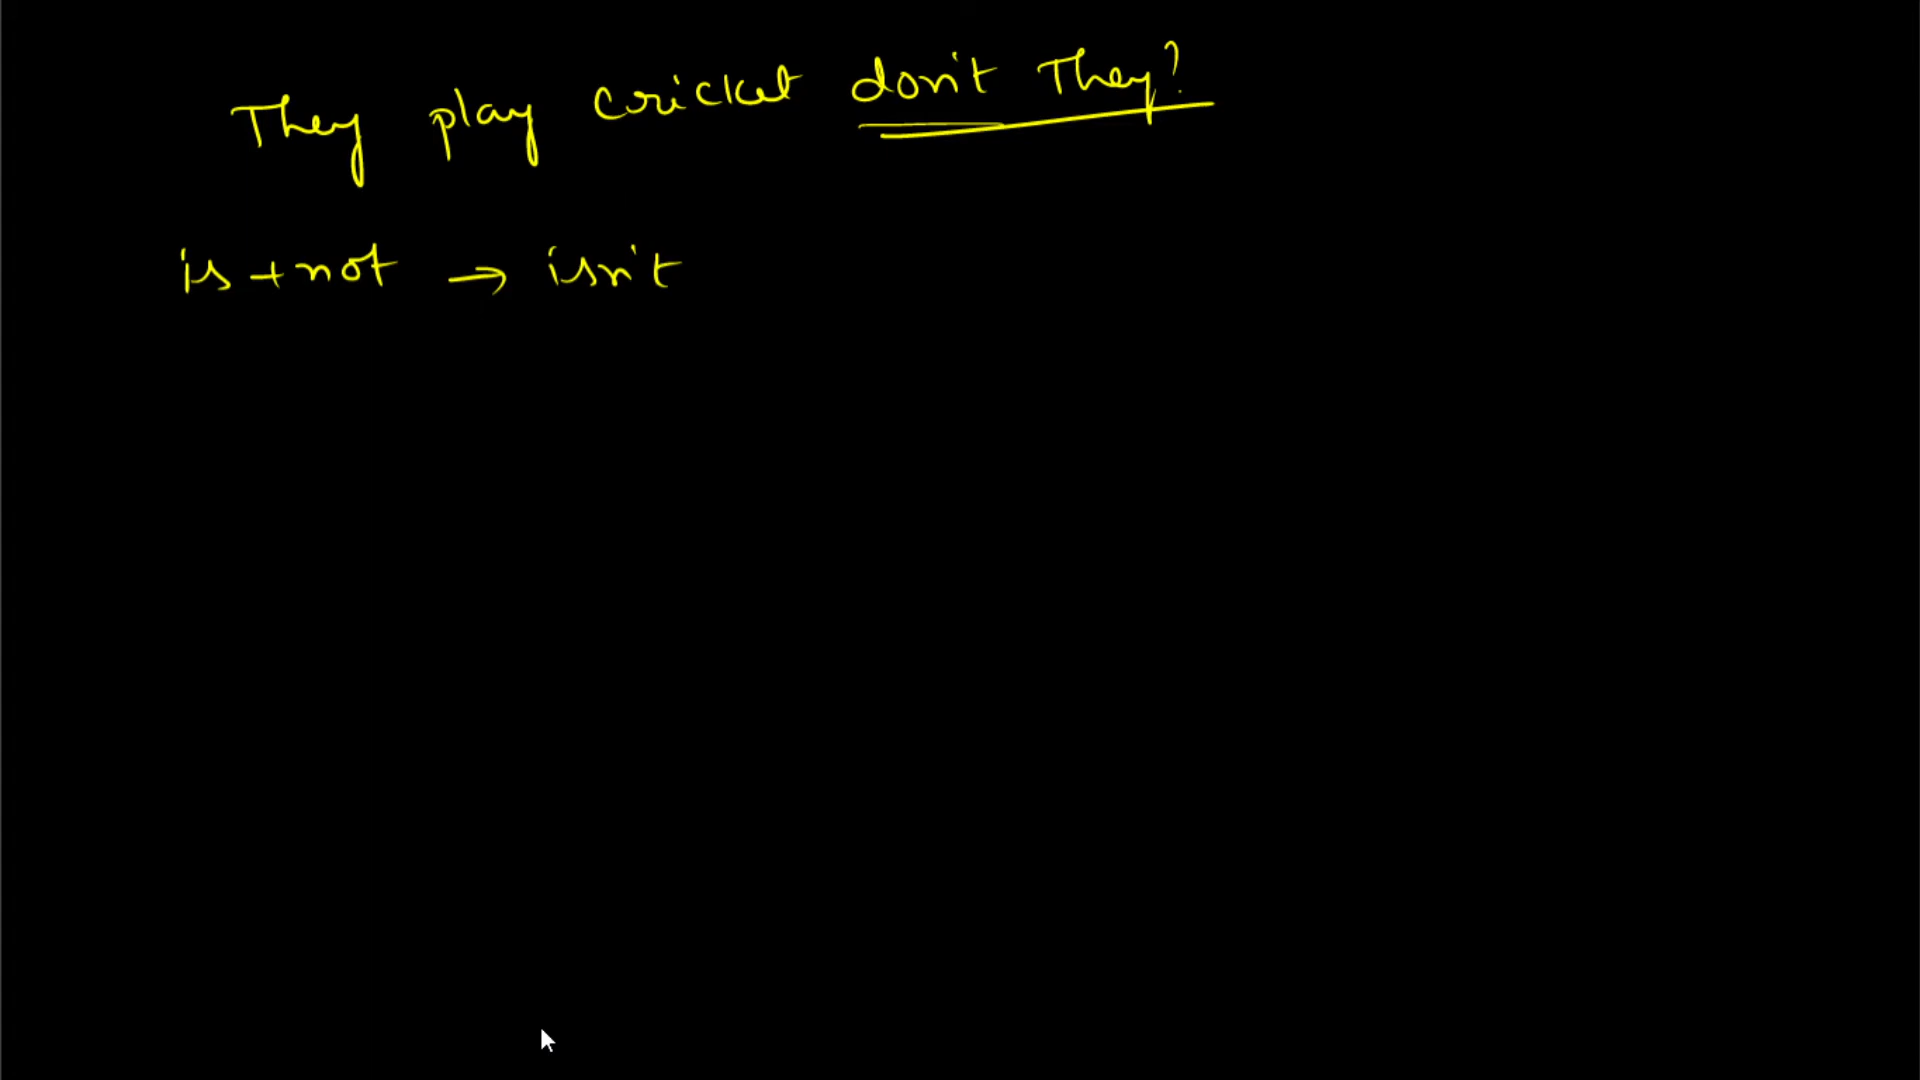 They play cricket don't They?
is + not → isn't